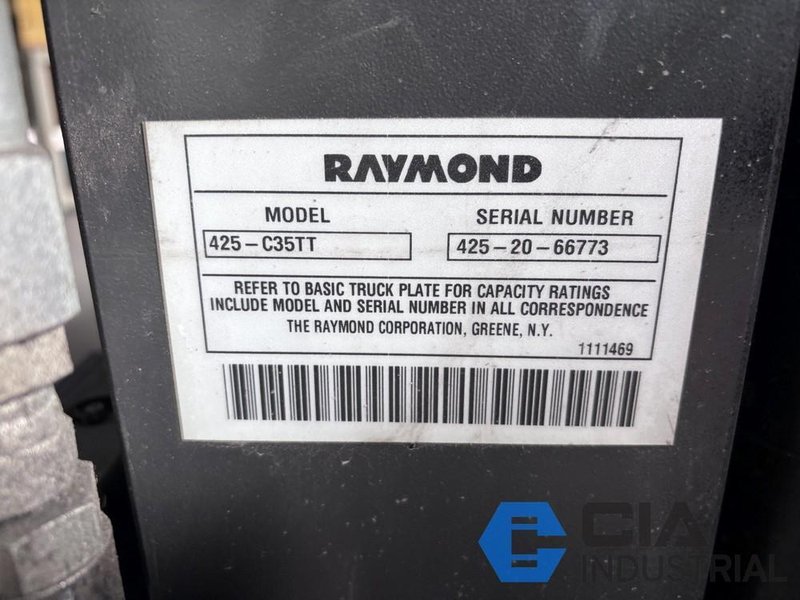 RAYMOND
MODEL
SERIAL NUMBER
425-C35TT
425-20-66773
REFER TO BASIC TRUCK PLATE FOR CAPACITY RATINGS
INCLUDE MODEL AND SERIAL NUMBER IN ALL CORRESPONDENCE
THE RAYMOND CORPORATION, GREENE, N.Y.
1111469
CIA
INDUSTRIAL